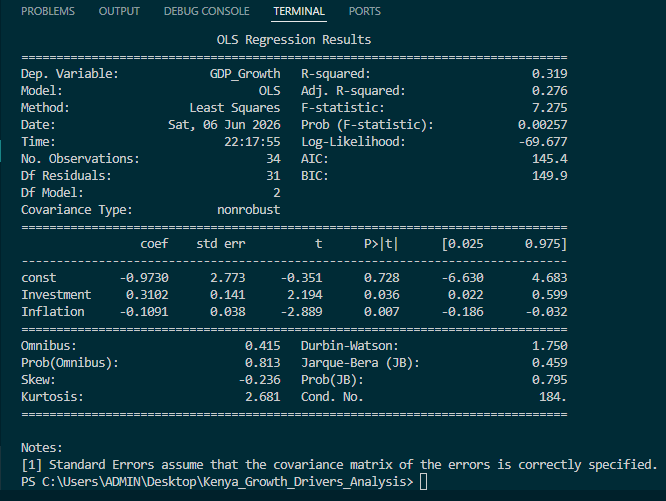 PROBLEMS OUTPUT DEBUG CONSOLE TERMINAL PORTS
OLS Regression Results
==============================================================================
Dep. Variable: GDP_Growth R-squared: 0.319
Model: OLS Adj. R-squared: 0.276
Method: Least Squares F-statistic: 7.275
Date: Sat, 06 Jun 2026 Prob (F-statistic): 0.00257
Time: 22:17:55 Log-Likelihood: -69.677
No. Observations: 34 AIC: 145.4
Df Residuals: 31 BIC: 149.9
Df Model: 2
Covariance Type: nonrobust
==============================================================================
coef std err t P>|t| [0.025 0.975]
------------------------------------------------------------------------------
const -0.9730 2.773 -0.351 0.728 -6.630 4.683
Investment 0.3102 0.141 2.194 0.036 0.022 0.599
Inflation -0.1091 0.038 -2.889 0.007 -0.186 -0.032
==============================================================================
Omnibus: 0.415 Durbin-Watson: 1.750
Prob(Omnibus): 0.813 Jarque-Bera (JB): 0.459
Skew: -0.236 Prob(JB): 0.795
Kurtosis: 2.681 Cond. No. 184.
==============================================================================
Notes:
[1] Standard Errors assume that the covariance matrix of the errors is correctly specified.
PS C:\Users\ADMIN\Desktop\Kenya_Growth_Drivers_Analysis>